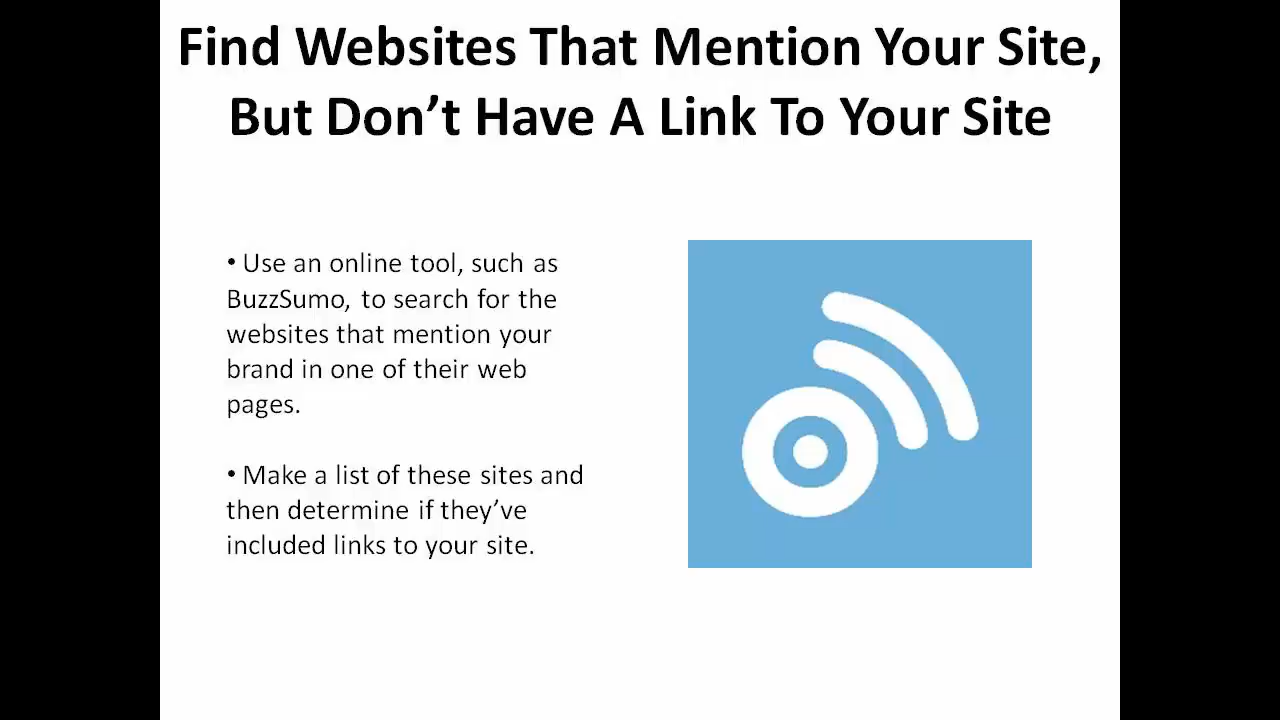 Find Websites That Mention Your Site,
But Don’t Have A Link To Your Site
• Use an online tool, such as
BuzzSumo, to search for the
websites that mention your
brand in one of their web
pages.
• Make a list of these sites and
then determine if they’ve
included links to your site.